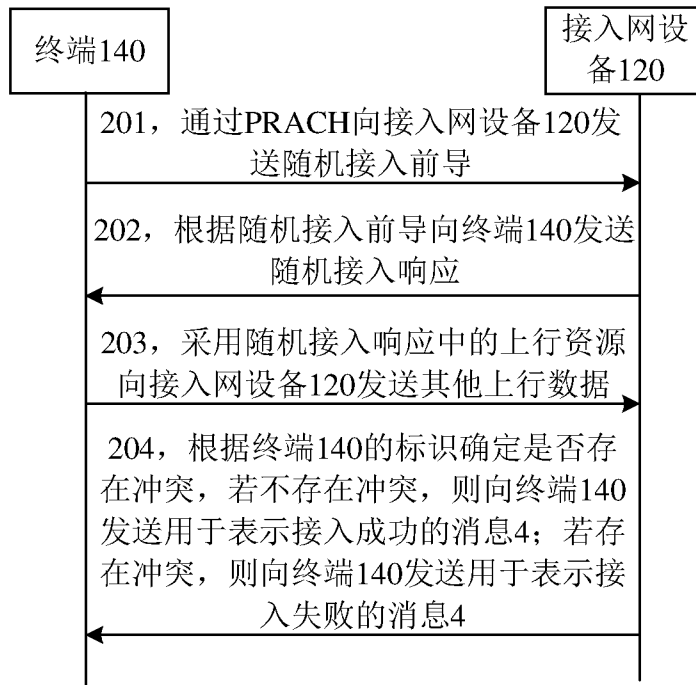 终端140
接入网设
备120
201，通过PRACH向接入网设备120发
送随机接入前导
202，根据随机接入前导向终端140发送
随机接入响应
203，采用随机接入响应中的上行资源
向接入网设备120发送其他上行数据
204，根据终端140的标识确定是否存
在冲突，若不存在冲突，则向终端140
发送用于表示接入成功的消息4；若存
在冲突，则向终端140发送用于表示接
入失败的消息4